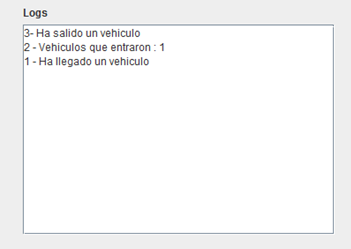 Logs
3- Ha salido un vehiculo
2 - Vehiculos que entraron : 1
1 - Ha llegado un vehiculo